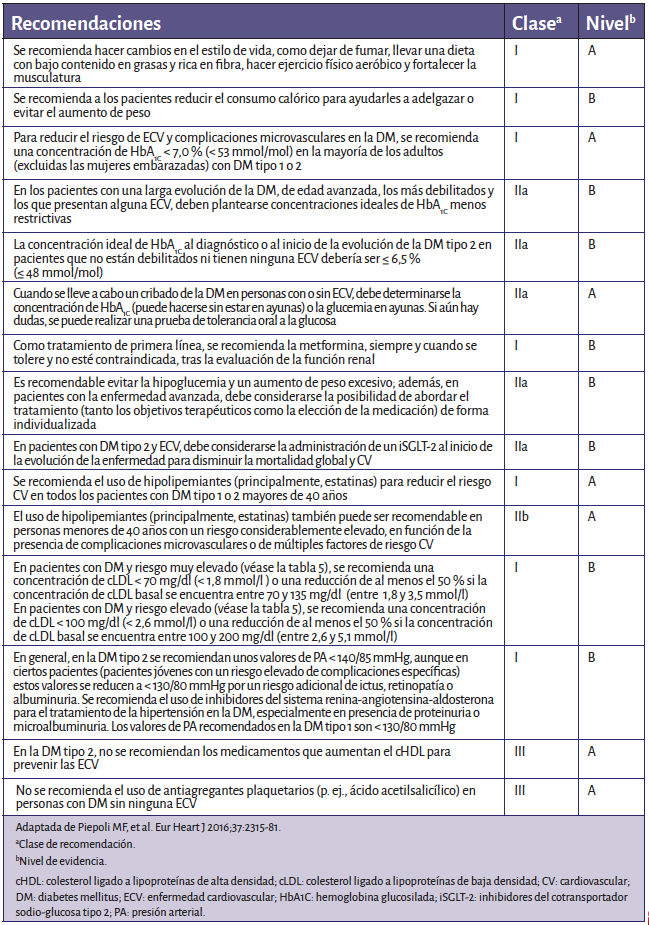 Recomendaciones Claseᵃ Nivelᵇ
Se recomienda hacer cambios en el estilo de vida, como dejar de fumar, llevar una dieta
con bajo contenido en grasas y rica en fibra, hacer ejercicio físico aeróbico y fortalecer la
musculatura
I A
Se recomienda a los pacientes reducir el consumo calórico para ayudarles a adelgazar o
evitar el aumento de peso
I B
Para reducir el riesgo de ECV y complicaciones microvasculares en la DM, se recomienda
una concentración de HbA1C < 7,0 % (< 53 mmol/mol) en la mayoría de los adultos
(excluidas las mujeres embarazadas) con DM tipo 1 o 2
I A
En los pacientes con una larga evolución de la DM, de edad avanzada, los más debilitados y
los que presentan alguna ECV, deben plantearse concentraciones ideales de HbA1C menos
restrictivas
IIa B
La concentración ideal de HbA1C al diagnóstico o al inicio de la evolución de la DM tipo 2 en
pacientes que no están debilitados ni tienen ninguna ECV debería ser ≤ 6,5 %
(≤ 48 mmol/mol)
IIa B
Cuando se lleve a cabo un cribado de la DM en personas con o sin ECV, debe determinarse la
concentración de HbA1C (puede hacerse sin estar en ayunas) o la glucemia en ayunas. Si aún hay
dudas, se puede realizar una prueba de tolerancia oral a la glucosa
IIa A
Como tratamiento de primera línea, se recomienda la metformina, siempre y cuando se
tolere y no esté contraindicada, tras la evaluación de la función renal
I B
Es recomendable evitar la hipoglucemia y un aumento de peso excesivo; además, en
pacientes con la enfermedad avanzada, debe considerarse la posibilidad de abordar el
tratamiento (tanto los objetivos terapéuticos como la elección de la medicación) de forma
individualizada
IIa B
En pacientes con DM tipo 2 y ECV, debe considerarse la administración de un iSGLT-2 al inicio de
la evolución de la enfermedad para disminuir la mortalidad global y CV
IIa B
Se recomienda el uso de hipolipemiantes (principalmente, estatinas) para reducir el riesgo
CV en todos los pacientes con DM tipo 1 o 2 mayores de 40 años
I A
El uso de hipolipemiantes (principalmente, estatinas) también puede ser recomendable en
personas menores de 40 años con un riesgo considerablemente elevado, en función de la
presencia de complicaciones microvasculares o de múltiples factores de riesgo CV
IIb A
En pacientes con DM y riesgo muy elevado (véase la tabla 5), se recomienda una
concentración de cLDL < 70 mg/dl (< 1,8 mmol/l ) o una reducción de al menos el 50 % si la
concentración de cLDL basal se encuentra entre 70 y 135 mg/dl (entre 1,8 y 3,5 mmol/l)
En pacientes con DM y riesgo elevado (véase la tabla 5), se recomienda una concentración
de cLDL < 100 mg/dl (< 2,6 mmol/l) o una reducción de al menos el 50 % si la concentración
de cLDL basal se encuentra entre 100 y 200 mg/dl (entre 2,6 y 5,1 mmol/l)
I B
En general, en la DM tipo 2 se recomiendan unos valores de PA < 140/85 mmHg, aunque en
ciertos pacientes (pacientes jóvenes con un riesgo elevado de complicaciones específicas)
estos valores se reducen a < 130/80 mmHg por un riesgo adicional de ictus, retinopatía o
albuminuria. Se recomienda el uso de inhibidores del sistema renina-angiotensina-aldosterona
para el tratamiento de la hipertensión en la DM, especialmente en presencia de proteinuria o
microalbuminuria. Los valores de PA recomendados en la DM tipo 1 son < 130/80 mmHg
I B
En la DM tipo 2, no se recomiendan los medicamentos que aumentan el cHDL para
prevenir las ECV
III A
No se recomienda el uso de antiagregantes plaquetarios (p. ej., ácido acetilsalicílico) en
personas con DM sin ninguna ECV
III A
Adaptada de Piepoli MF, et al. Eur Heart J 2016;37:2315-81.
ᵃClase de recomendación.
ᵇNivel de evidencia.
cHDL: colesterol ligado a lipoproteínas de alta densidad; cLDL: colesterol ligado a lipoproteínas de baja densidad; CV: cardiovascular;
DM: diabetes mellitus; ECV: enfermedad cardiovascular; HbA1C: hemoglobina glucosilada; iSGLT-2: inhibidores del cotransportador
sodio-glucosa tipo 2; PA: presión arterial.